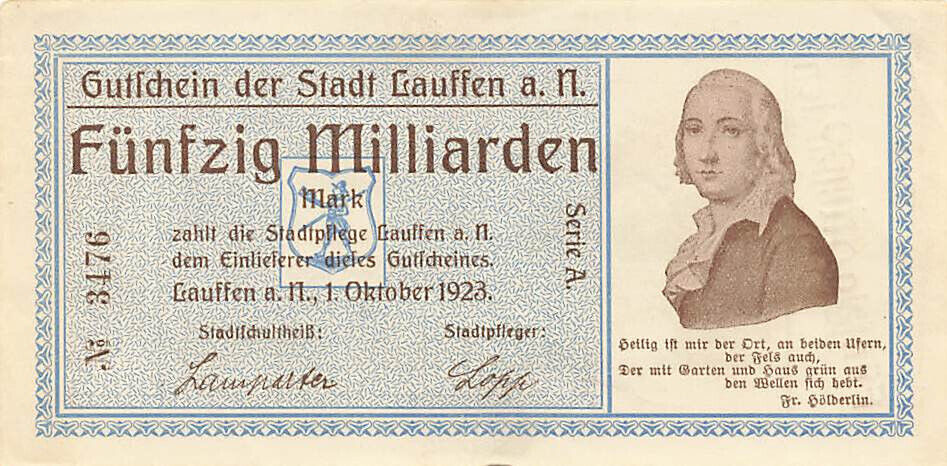 Gutschein der Stadt Lauffen a. N.
Fünfzig Milliarden
Mark
zahlt die Stadtpflege Lauffen a. N.
dem Einlieferer dieses Gutscheines.
Lauffen a. N., 1. Oktober 1923.
Stadtschultheiß: Stadtpfleger:
Lamparter Lopp
№ 3476
Serie A.
Heilig ist mir der Ort, an beiden Ufern,
der Fels auch,
Der mit Garten und Haus grün aus
den Wellen sich hebt.
Fr. Hölderlin.